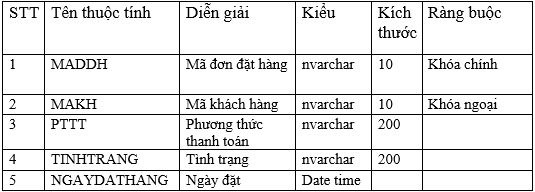 STT Tên thuộc tính Diễn giải Kiểu Kích thước Ràng buộc
1 MADDH Mã đơn đặt hàng nvarchar 10 Khóa chính
2 MAKH Mã khách hàng nvarchar 10 Khóa ngoại
3 PTTT Phương thức thanh toán nvarchar 200
4 TINHTRANG Tình trạng nvarchar 200
5 NGAYDATHANG Ngày đặt Date time